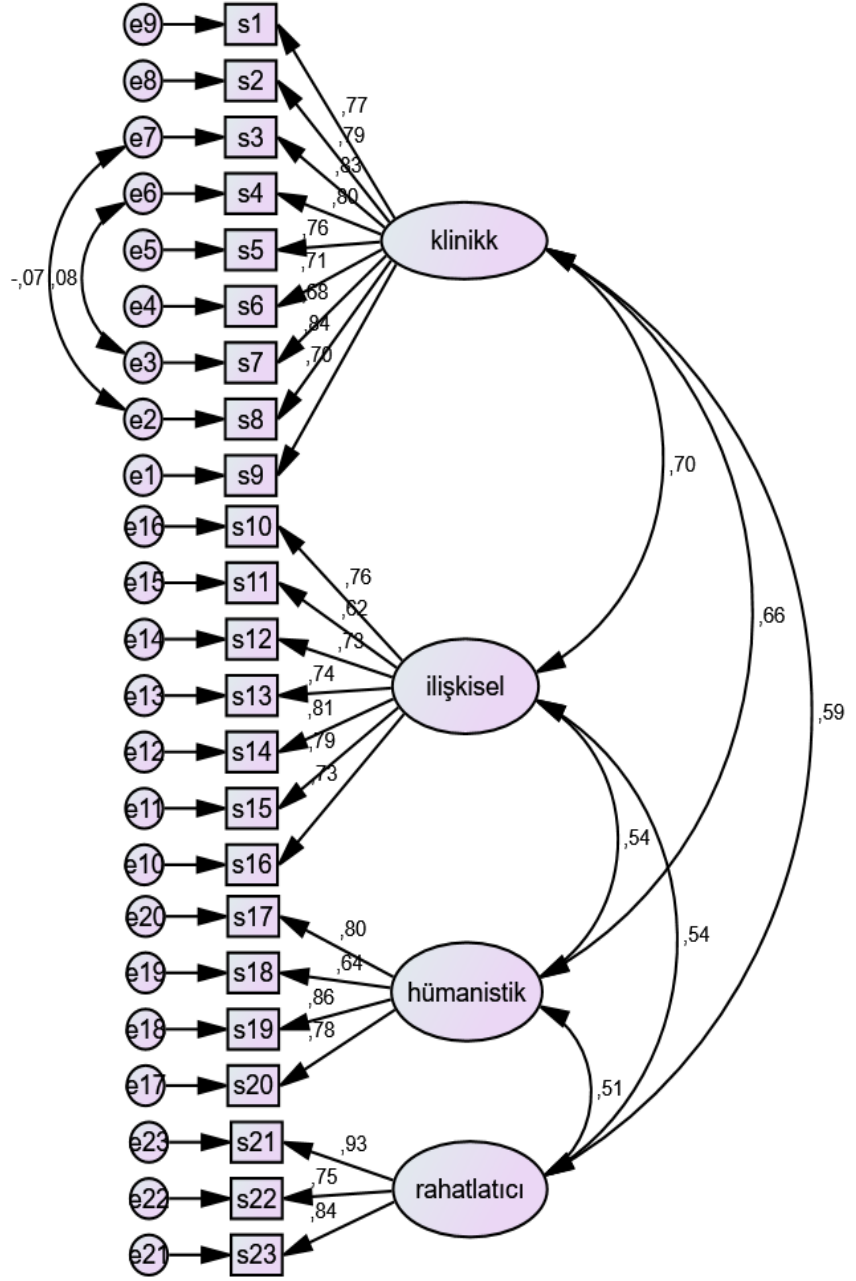 e9 s1
,77
e8 s2
,79
e7 s3
,83
e6 s4
,80
klinikk
e5 s5
,76
,71
-,07 ,08
e4 s6
,68
,84
e3 s7
,70
e2 s8
,70
e1 s9
e16 s10
,76
e15 s11
,62
,66
e14 s12
,73
ilişkisel
e13 s13
,74
,81
,59
e12 s14
,79
,73
e11 s15
,54
e10 s16
e20 s17
,80
,54
e19 s18
,64
hümanistik
,86
e18 s19
,78
e17 s20
,51
e23 s21
,93
,75
rahatlatıcı
e22 s22
,84
e21 s23